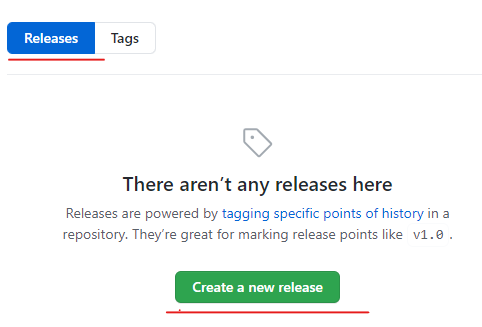 Releases Tags
There aren’t any releases here
Releases are powered by tagging specific points of history in a
repository. They’re great for marking release points like v1.0.
Create a new release